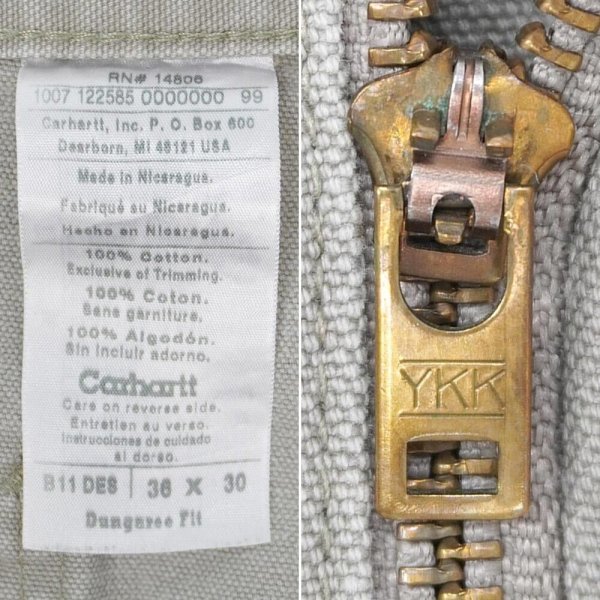 RN# 14806
1007 122585 0000000 99
Carhartt, Inc. P. O. Box 600
Dearborn, MI 48121 USA
Made in Nicaragua.
Fabriqué su Nicaragua.
Hecho en Nicaragua.
100% Cotton.
Exclusive of Trimming.
100% Coton.
Sans garniture.
100% Algodón.
Sin incluir adorno.
Carhartt
Care on reverse side.
Entretien au verso.
Instrucciones de cuidado
al dorso.
B11 DES 36 X 30
Dungaree Fit
YKK